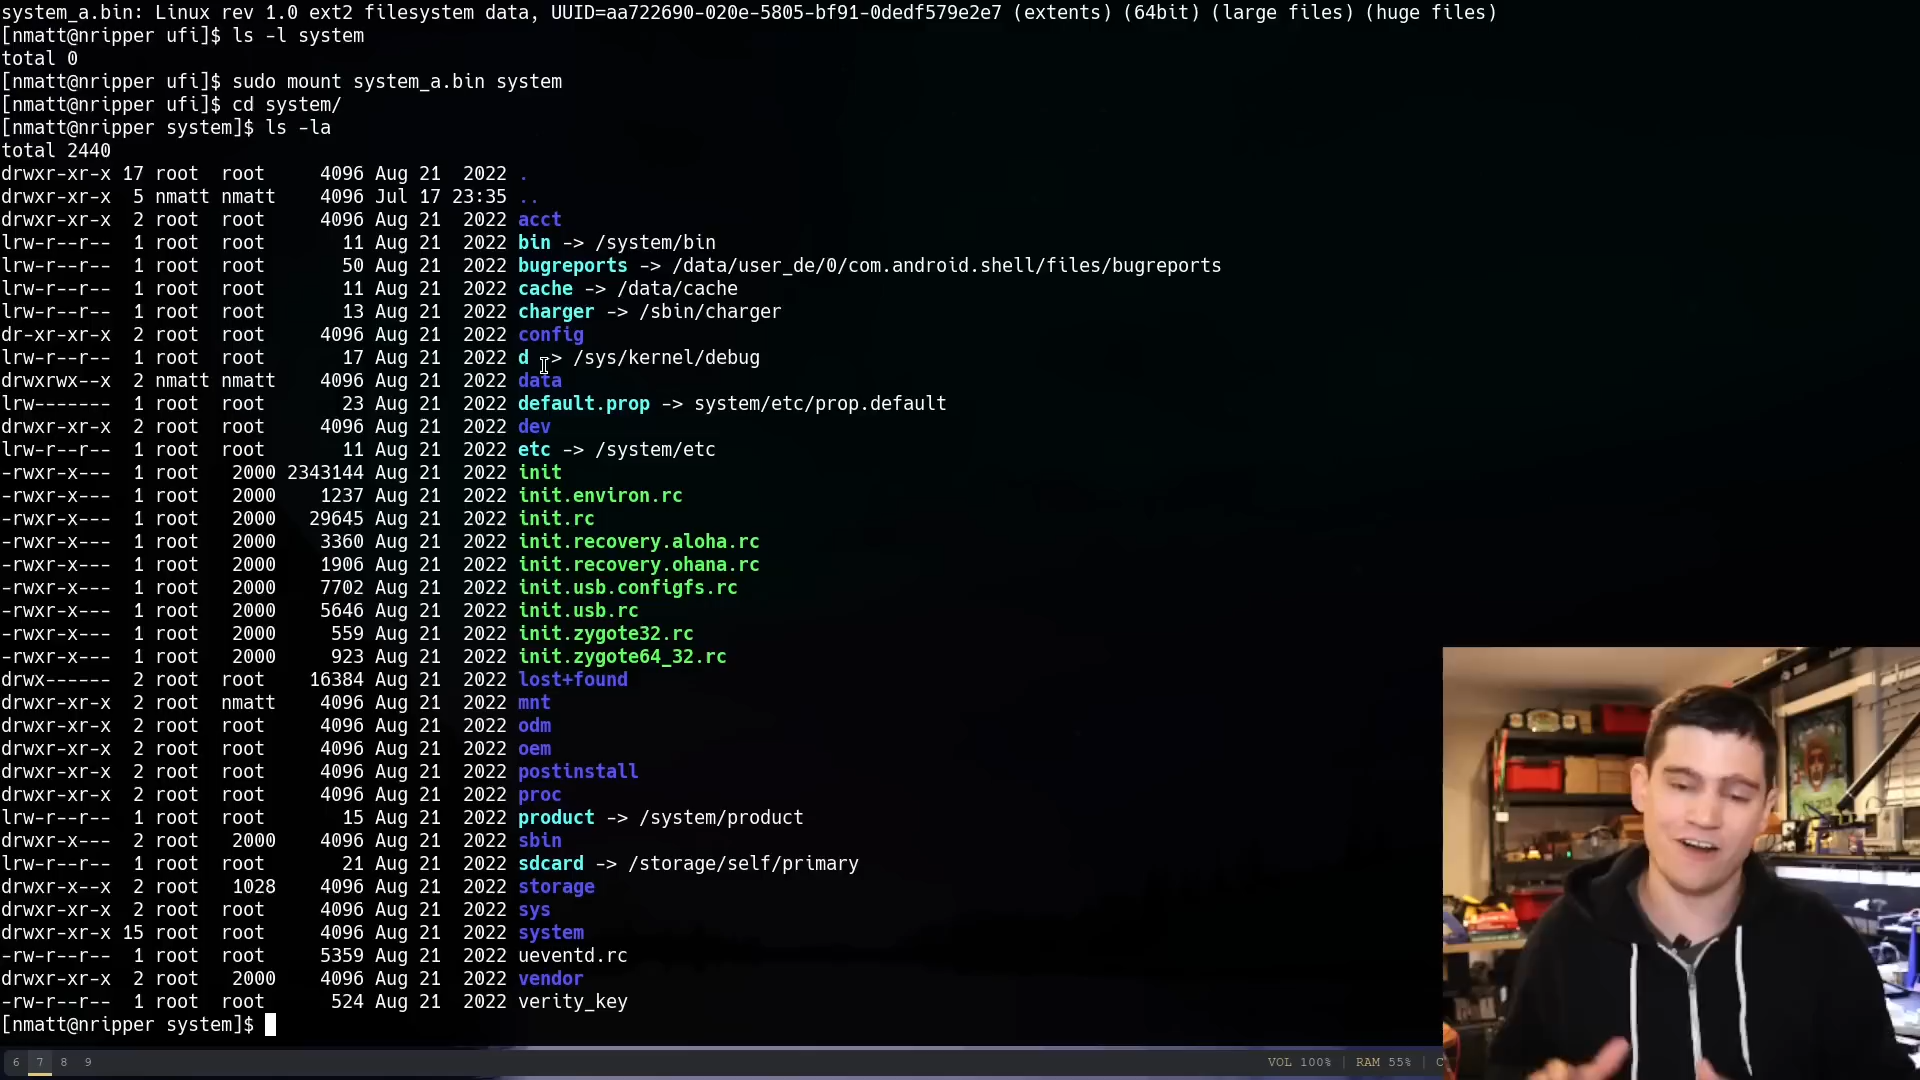 system_a.bin: Linux rev 1.0 ext2 filesystem data, UUID=aa722690-020e-5805-bf91-0dedf579e2e7 (extents) (64bit) (large files) (huge files)
[nmatt@nripper ufi]$ ls -l system
total 0
[nmatt@nripper ufi]$ sudo mount system_a.bin system
[nmatt@nripper ufi]$ cd system/
[nmatt@nripper system]$ ls -la
total 2440
drwxr-xr-x 17 root  root     4096 Aug 21  2022 .
drwxr-xr-x  5 nmatt nmatt    4096 Jul 17 23:35 ..
drwxr-xr-x  2 root  root     4096 Aug 21  2022 acct
lrw-r--r--  1 root  root       11 Aug 21  2022 bin -> /system/bin
lrw-r--r--  1 root  root       50 Aug 21  2022 bugreports -> /data/user_de/0/com.android.shell/files/bugreports
lrw-r--r--  1 root  root       11 Aug 21  2022 cache -> /data/cache
lrw-r--r--  1 root  root       13 Aug 21  2022 charger -> /sbin/charger
dr-xr-xr-x  2 root  root     4096 Aug 21  2022 config
lrw-r--r--  1 root  root       17 Aug 21  2022 d -> /sys/kernel/debug
drwxrwx--x  2 nmatt nmatt    4096 Aug 21  2022 data
lrw-------  1 root  root       23 Aug 21  2022 default.prop -> system/etc/prop.default
drwxr-xr-x  2 root  root     4096 Aug 21  2022 dev
lrw-r--r--  1 root  root       11 Aug 21  2022 etc -> /system/etc
-rwxr-x---  1 root   2000 2343144 Aug 21  2022 init
-rwxr-x---  1 root   2000    1237 Aug 21  2022 init.environ.rc
-rwxr-x---  1 root   2000   29645 Aug 21  2022 init.rc
-rwxr-x---  1 root   2000    3360 Aug 21  2022 init.recovery.aloha.rc
-rwxr-x---  1 root   2000    1906 Aug 21  2022 init.recovery.ohana.rc
-rwxr-x---  1 root   2000    7702 Aug 21  2022 init.usb.configfs.rc
-rwxr-x---  1 root   2000    5646 Aug 21  2022 init.usb.rc
-rwxr-x---  1 root   2000     559 Aug 21  2022 init.zygote32.rc
-rwxr-x---  1 root   2000     923 Aug 21  2022 init.zygote64_32.rc
drwx------  2 root  root    16384 Aug 21  2022 lost+found
drwxr-xr-x  2 root  nmatt    4096 Aug 21  2022 mnt
drwxr-xr-x  2 root  root     4096 Aug 21  2022 odm
drwxr-xr-x  2 root  root     4096 Aug 21  2022 oem
drwxr-xr-x  2 root  root     4096 Aug 21  2022 postinstall
drwxr-xr-x  2 root  root     4096 Aug 21  2022 proc
lrw-r--r--  1 root  root       15 Aug 21  2022 product -> /system/product
drwxr-x---  2 root   2000    4096 Aug 21  2022 sbin
lrw-r--r--  1 root  root       21 Aug 21  2022 sdcard -> /storage/self/primary
drwxr-x--x  2 root   1028    4096 Aug 21  2022 storage
drwxr-xr-x  2 root  root     4096 Aug 21  2022 sys
drwxr-xr-x 15 root  root     4096 Aug 21  2022 system
-rw-r--r--  1 root  root     5359 Aug 21  2022 ueventd.rc
drwxr-xr-x  2 root   2000    4096 Aug 21  2022 vendor
-rw-r--r--  1 root  root      524 Aug 21  2022 verity_key
[nmatt@nripper system]$
6 7 8 9 VOL 100% | RAM 55% | C